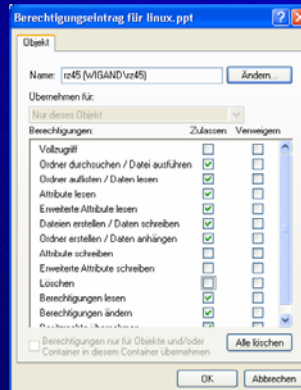 Berechtigungseintrag für linux.ppt
Objekt
Name: rz45 (WIGAND\rz45) Ändern...
Übernehmen für:
Nur dieses Objekt
Berechtigungen: Zulassen Verweigern
Vollzugriff
Ordner durchsuchen / Datei ausführen
Ordner auflisten / Daten lesen
Attribute lesen
Erweiterte Attribute lesen
Dateien erstellen / Daten schreiben
Ordner erstellen / Daten anhängen
Attribute schreiben
Erweiterte Attribute schreiben
Löschen
Berechtigungen lesen
Berechtigungen ändern
Berechtigungen nur für Objekte und/oder
Container in diesem Container übernehmen
Alle löschen
OK Abbrechen